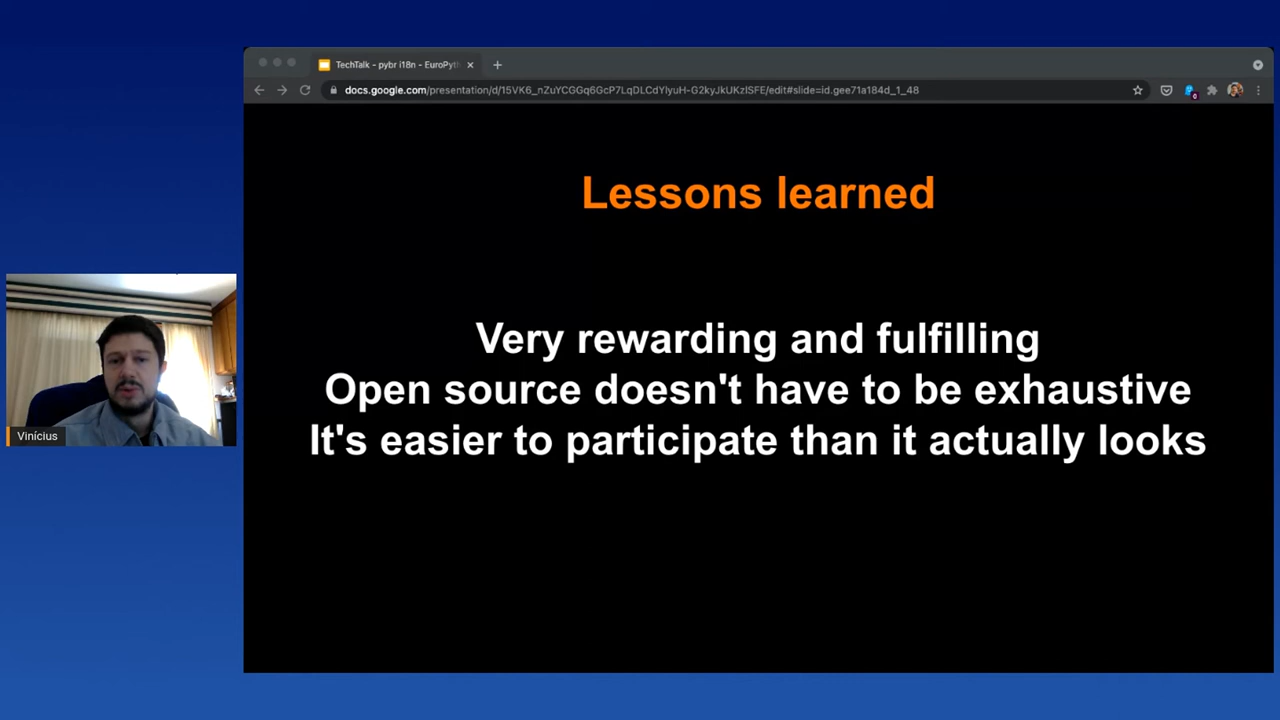 TechTalk - pybr i18n - EuroPyth
docs.google.com/presentation/d/15VK6_nZuYCGGq6GcP7LqDLCdYlyuH-G2kyJkUKzlSFE/edit#slide=id.gee71a184d_1_48
Lessons learned
Very rewarding and fulfilling
Open source doesn't have to be exhaustive
It's easier to participate than it actually looks
Vinícius